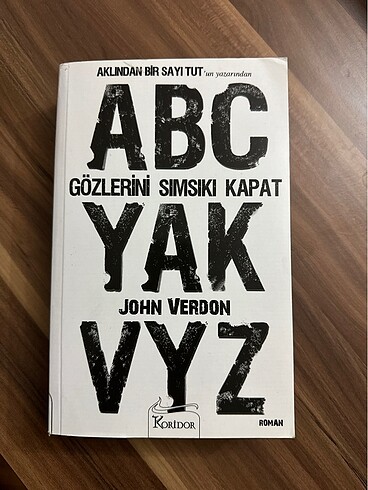 AKLINDAN BİR SAYI TUT'un yazarından
ABC
GÖZLERİNİ SIMSIKI KAPAT
YAK
JOHN VERDON
VYZ
KORİDOR
ROMAN